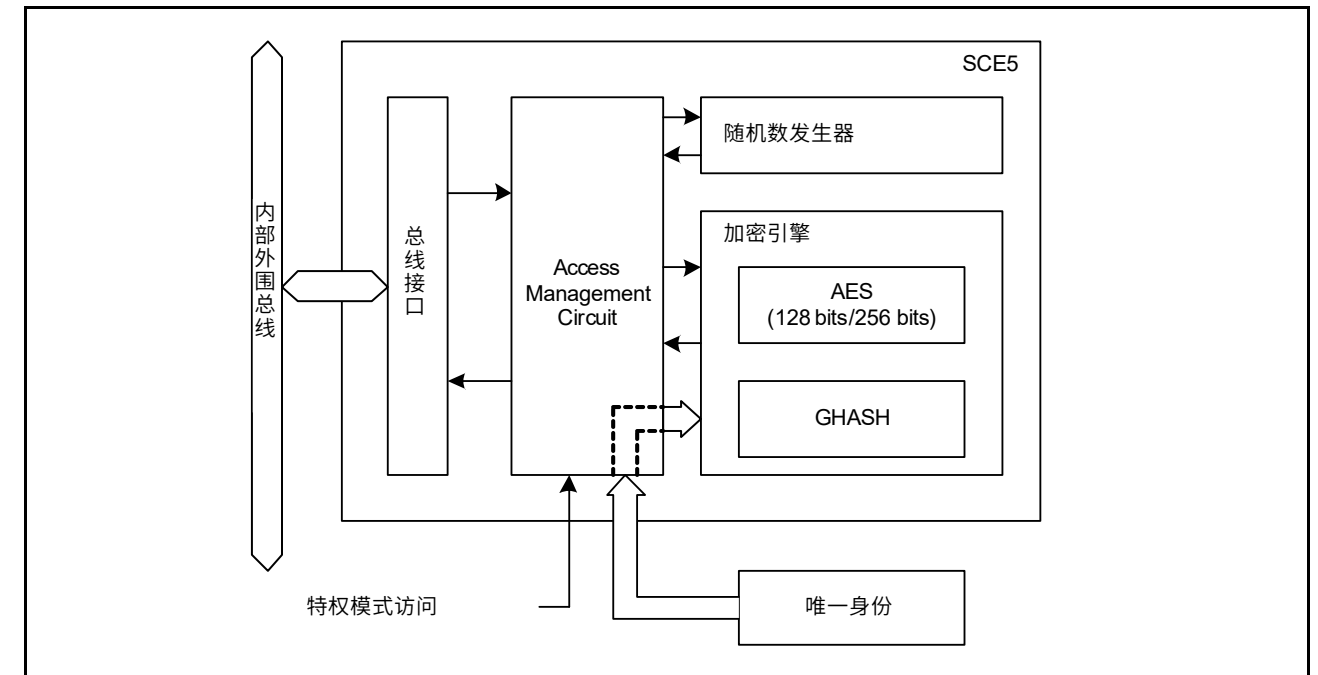 SCE5
内部外围总线
总线接口
Access
Management
Circuit
随机数发生器
加密引擎
AES
(128 bits/256 bits)
GHASH
特权模式访问
唯一身份